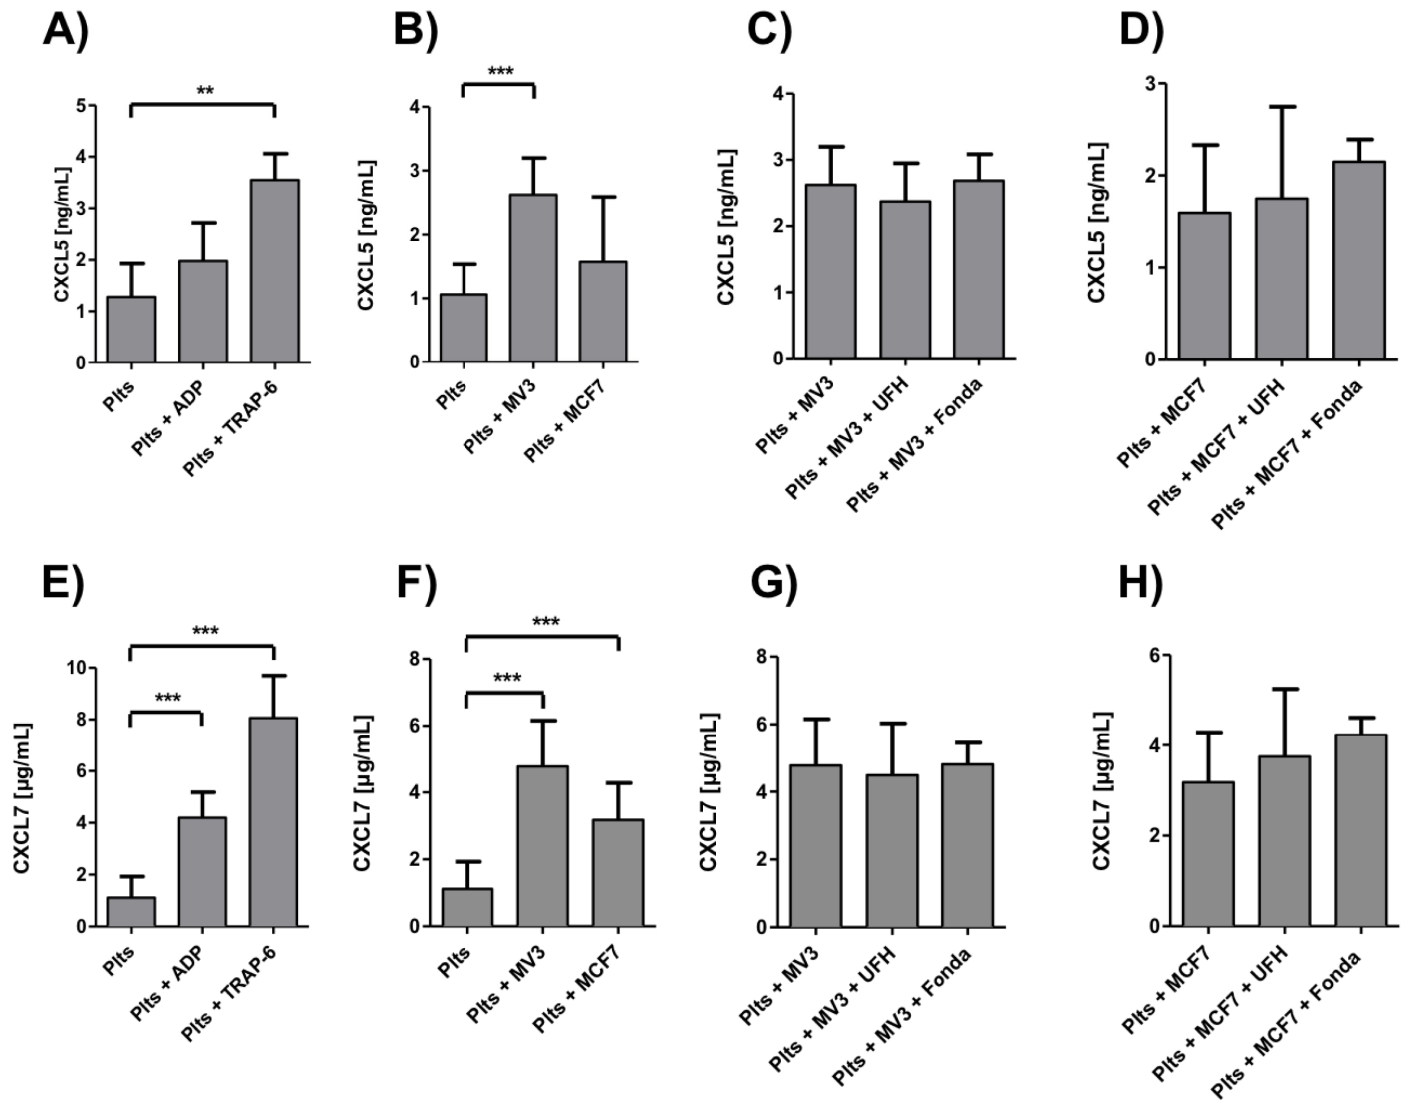 A)
**
CXCL5 [ng/mL]
5
4
3
2
1
0
Plts
Plts + ADP
Plts + TRAP-6
B)
***
CXCL5 [ng/mL]
4
3
2
1
0
Plts
Plts + MV3
Plts + MCF7
C)
CXCL5 [ng/mL]
4
3
2
1
0
Plts + MV3
Plts + MV3 + UFH
Plts + MV3 + Fonda
D)
CXCL5 [ng/mL]
3
2
1
0
Plts + MCF7
Plts + MCF7 + UFH
Plts + MCF7 + Fonda
E)
***
***
CXCL7 [µg/mL]
10
8
6
4
2
0
Plts
Plts + ADP
Plts + TRAP-6
F)
***
***
CXCL7 [µg/mL]
8
6
4
2
0
Plts
Plts + MV3
Plts + MCF7
G)
CXCL7 [µg/mL]
8
6
4
2
0
Plts + MV3
Plts + MV3 + UFH
Plts + MV3 + Fonda
H)
CXCL7 [µg/mL]
6
4
2
0
Plts + MCF7
Plts + MCF7 + UFH
Plts + MCF7 + Fonda